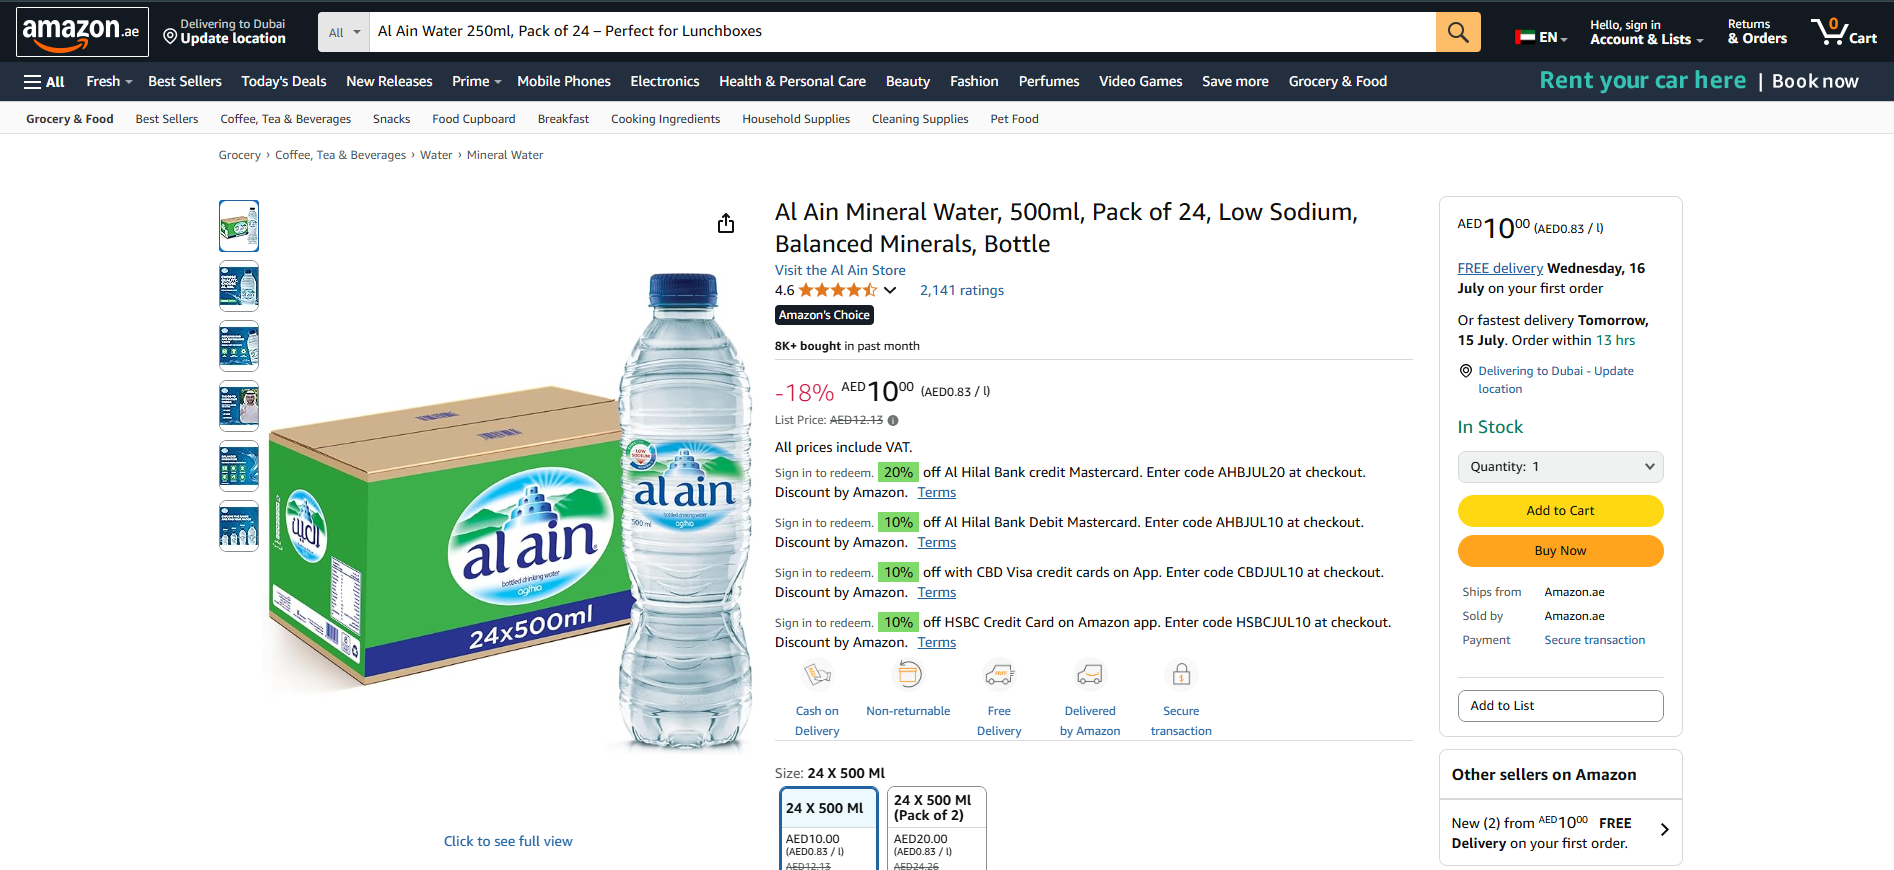 amazon.ae
Delivering to Dubai
Update location
All
Al Ain Water 250ml, Pack of 24 – Perfect for Lunchboxes
EN
Hello, sign in
Account & Lists
Returns
& Orders
0
Cart
All
Fresh
Best Sellers
Today's Deals
New Releases
Prime
Mobile Phones
Electronics
Health & Personal Care
Beauty
Fashion
Perfumes
Video Games
Save more
Grocery & Food
Rent your car here | Book now
Grocery & Food
Best Sellers
Coffee, Tea & Beverages
Snacks
Food Cupboard
Breakfast
Cooking Ingredients
Household Supplies
Cleaning Supplies
Pet Food
Grocery › Coffee, Tea & Beverages › Water › Mineral Water
al ain
bottled drinking water
agthia
24x500ml
العين
LOW
SODIUM
al ain
500 ml
bottled drinking water
agthia
Click to see full view
Al Ain Mineral Water, 500ml, Pack of 24, Low Sodium,
Balanced Minerals, Bottle
Visit the Al Ain Store
4.6
2,141 ratings
Amazon's Choice
8K+ bought in past month
-18% AED1000 (AED0.83 / l)
List Price: AED12.13
All prices include VAT.
Sign in to redeem. 20% off Al Hilal Bank credit Mastercard. Enter code AHBJUL20 at checkout.
Discount by Amazon. Terms
Sign in to redeem. 10% off Al Hilal Bank Debit Mastercard. Enter code AHBJUL10 at checkout.
Discount by Amazon. Terms
Sign in to redeem. 10% off with CBD Visa credit cards on App. Enter code CBDJUL10 at checkout.
Discount by Amazon. Terms
Sign in to redeem. 10% off HSBC Credit Card on Amazon app. Enter code HSBCJUL10 at checkout.
Discount by Amazon. Terms
Cash on
Delivery
Non-returnable
Free
Delivery
Delivered
by Amazon
Secure
transaction
Size: 24 X 500 Ml
24 X 500 Ml
AED10.00
(AED0.83 / l)
AED12.13
24 X 500 Ml
(Pack of 2)
AED20.00
(AED0.83 / l)
AED24.26
AED1000 (AED0.83 / l)
FREE delivery Wednesday, 16
July on your first order
Or fastest delivery Tomorrow,
15 July. Order within 13 hrs
Delivering to Dubai - Update
location
In Stock
Quantity: 1
Add to Cart
Buy Now
Ships from Amazon.ae
Sold by Amazon.ae
Payment Secure transaction
Add to List
Other sellers on Amazon
New (2) from AED1000 FREE
Delivery on your first order.